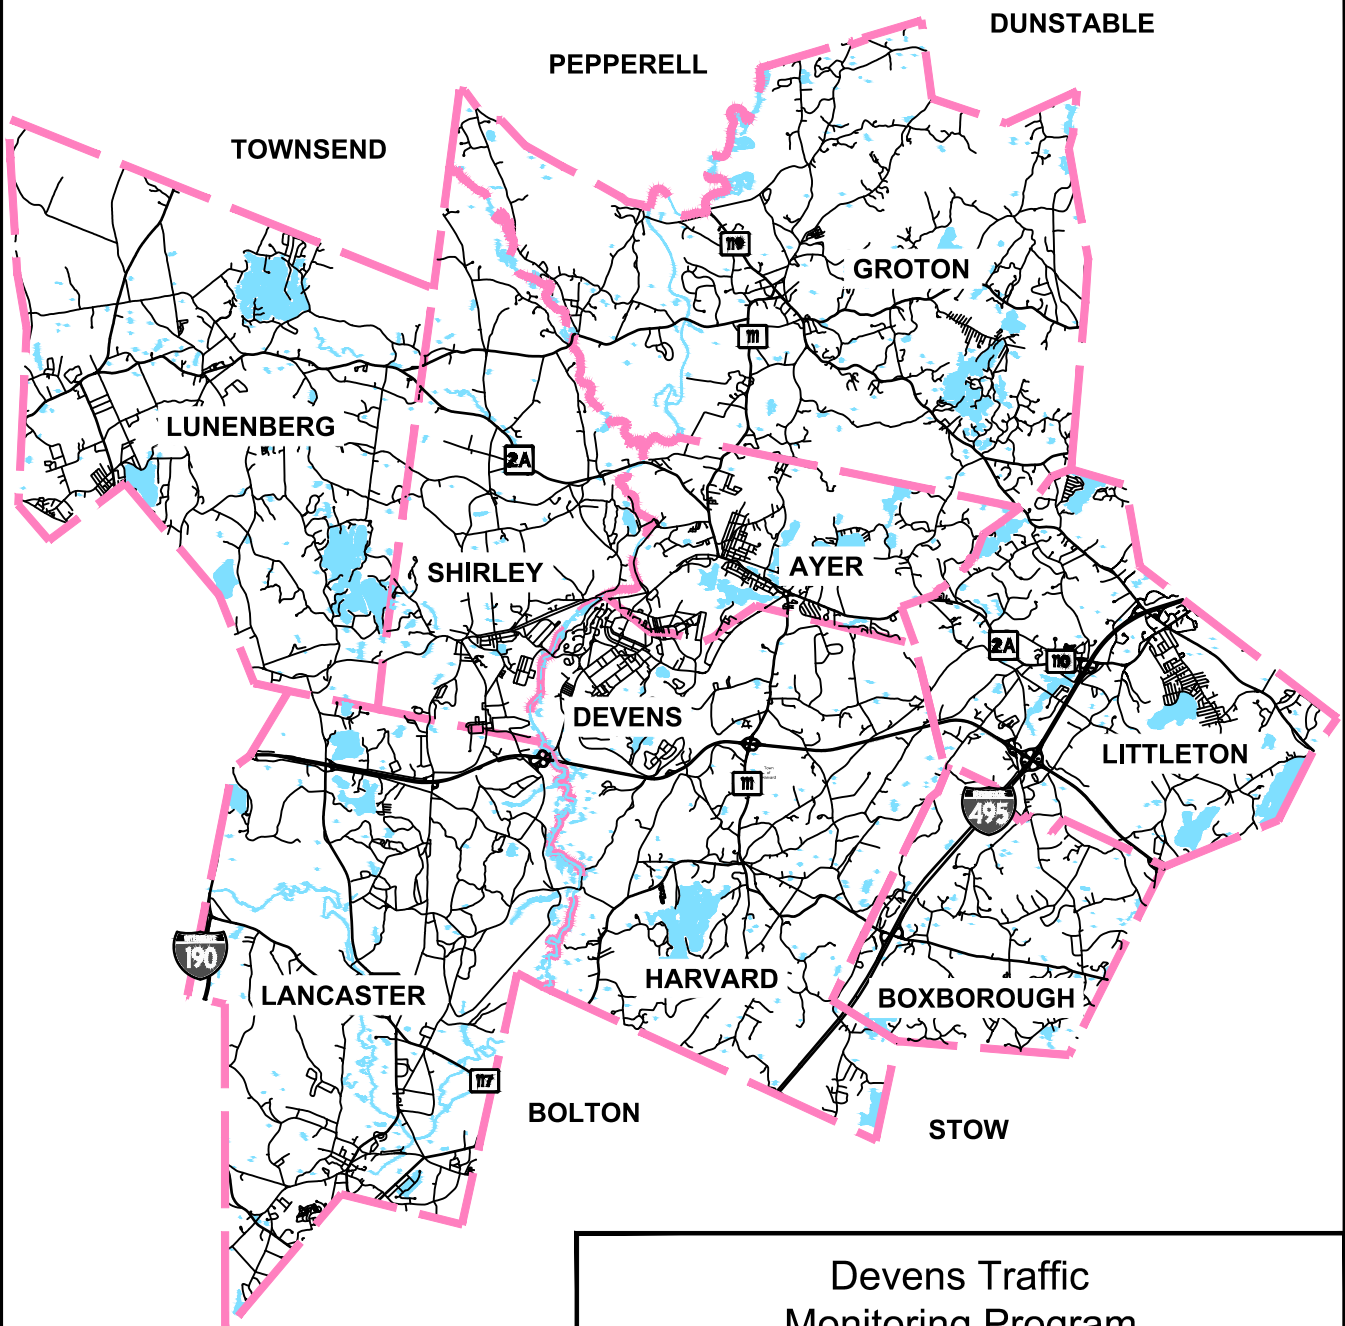 DUNSTABLE
PEPPERELL
TOWNSEND
119
GROTON
111
LUNENBERG
2A
SHIRLEY
AYER
2A
110
DEVENS
LITTLETON
111
495
190
HARVARD
LANCASTER
BOXBOROUGH
117
BOLTON
STOW
Devens Traffic
Monitoring Program